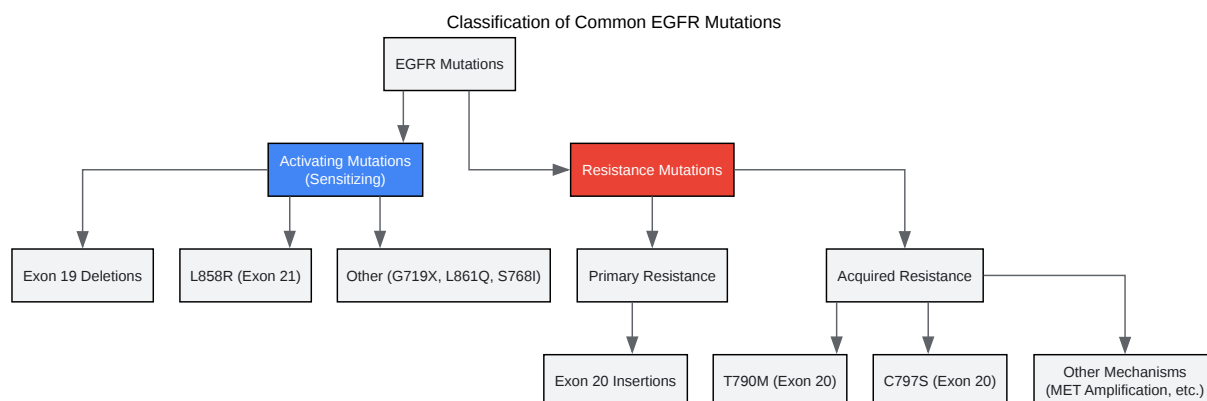 Classification of Common EGFR Mutations
EGFR Mutations
Activating Mutations
(Sensitizing)
Resistance Mutations
Exon 19 Deletions
L858R (Exon 21)
Other (G719X, L861Q, S768I)
Primary Resistance
Acquired Resistance
Exon 20 Insertions
T790M (Exon 20)
C797S (Exon 20)
Other Mechanisms
(MET Amplification, etc.)